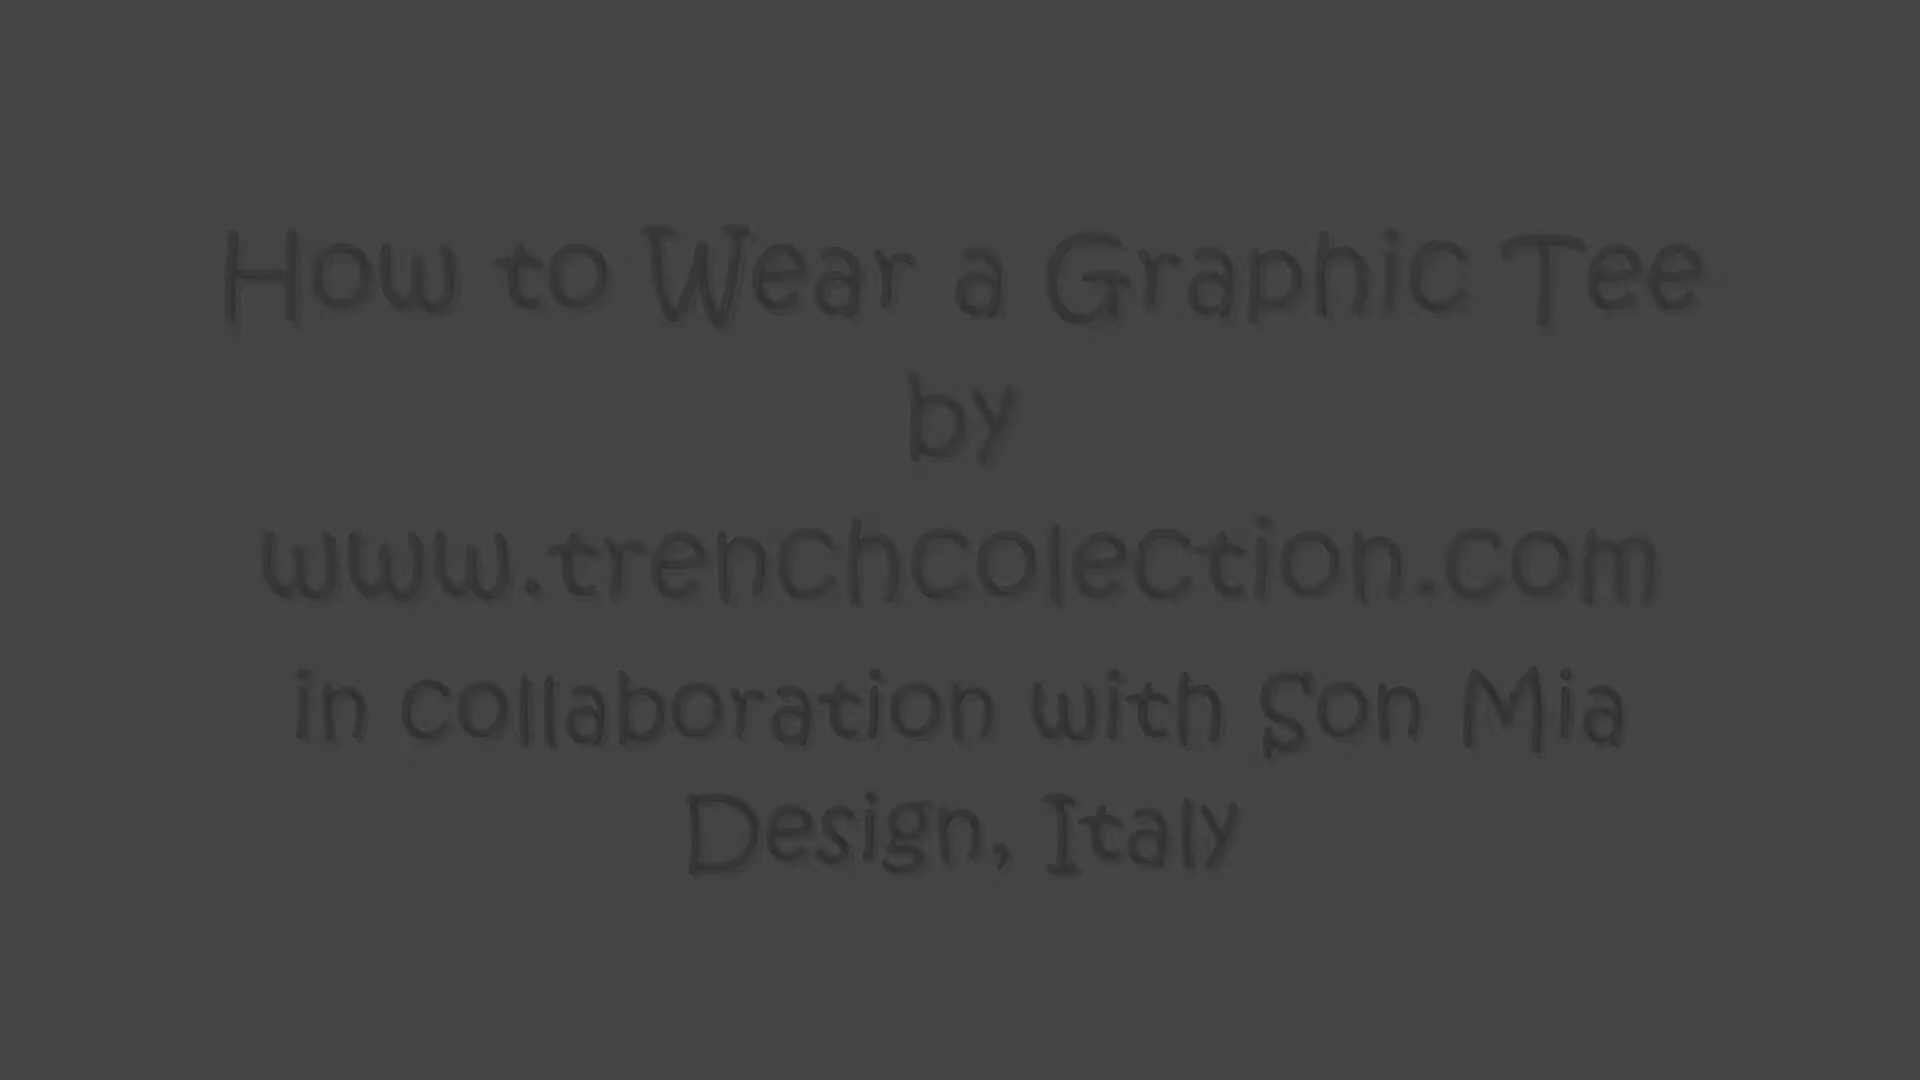 How to Wear a Graphic Tee
by
www.trenchcolection.com
in collaboration with Son Mia
Design, Italy